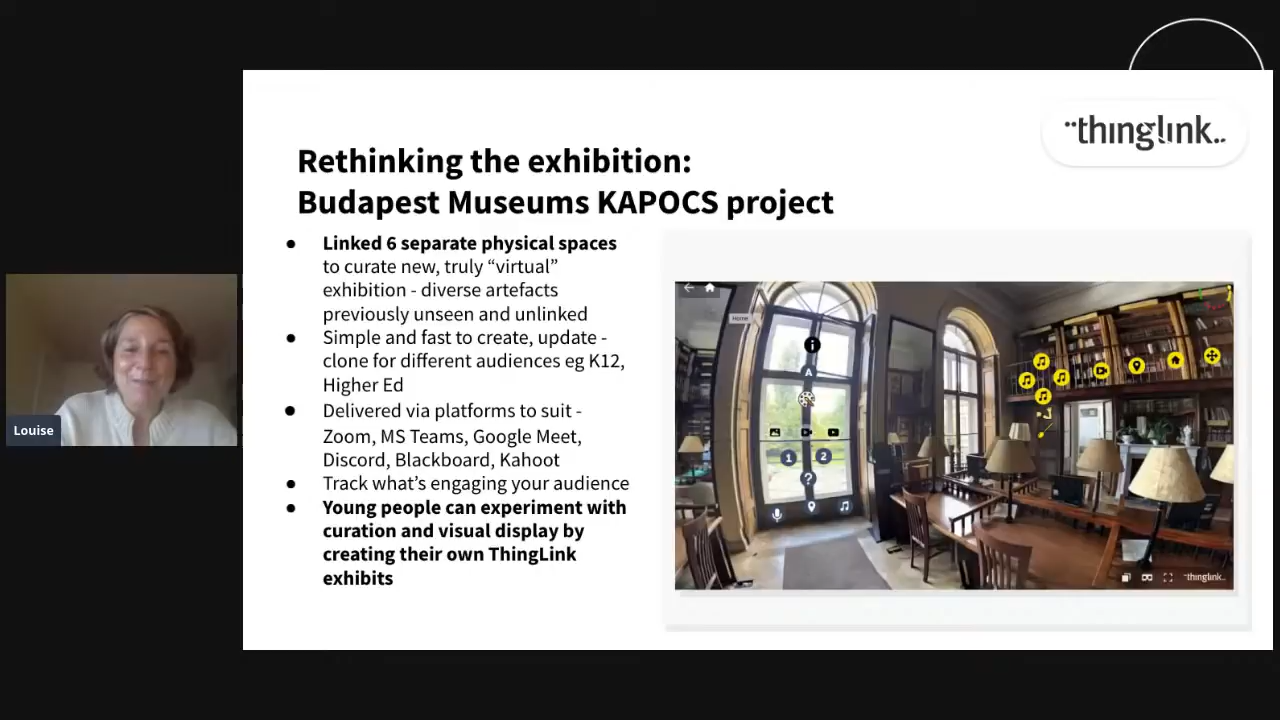 thinglink..
Rethinking the exhibition:
Budapest Museums KAPOCS project
● Linked 6 separate physical spaces
to curate new, truly “virtual”
exhibition - diverse artefacts
previously unseen and unlinked
● Simple and fast to create, update -
clone for different audiences eg K12,
Higher Ed
● Delivered via platforms to suit -
Zoom, MS Teams, Google Meet,
Discord, Blackboard, Kahoot
● Track what’s engaging your audience
● Young people can experiment with
curation and visual display by
creating their own ThingLink
exhibits
Home
i
A
1 2
?
thinglink..
Louise